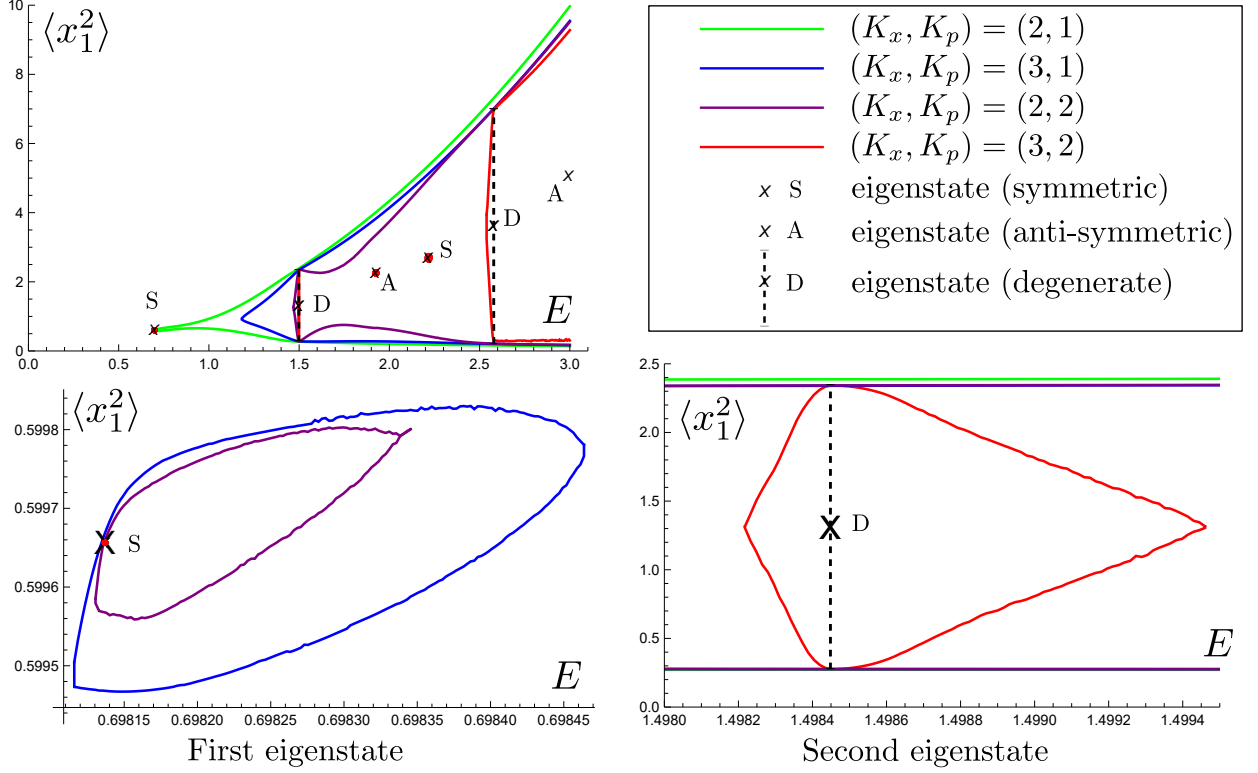 ⟨x₁²⟩
10
8
6
4
2
0
0.0 0.5 1.0 1.5 2.0 2.5 3.0
S
D
A
S
D
A
E
(Kₓ, Kₚ) = (2, 1)
(Kₓ, Kₚ) = (3, 1)
(Kₓ, Kₚ) = (2, 2)
(Kₓ, Kₚ) = (3, 2)
x S eigenstate (symmetric)
x A eigenstate (anti-symmetric)
x D eigenstate (degenerate)
⟨x₁²⟩
0.5998
0.5997
0.5996
0.5995
S
E
0.69815 0.69820 0.69825 0.69830 0.69835 0.69840 0.69845
First eigenstate
⟨x₁²⟩
2.5
2.0
1.5
1.0
0.5
0.0
D
E
1.4980 1.4982 1.4984 1.4986 1.4988 1.4990 1.4992 1.4994
Second eigenstate